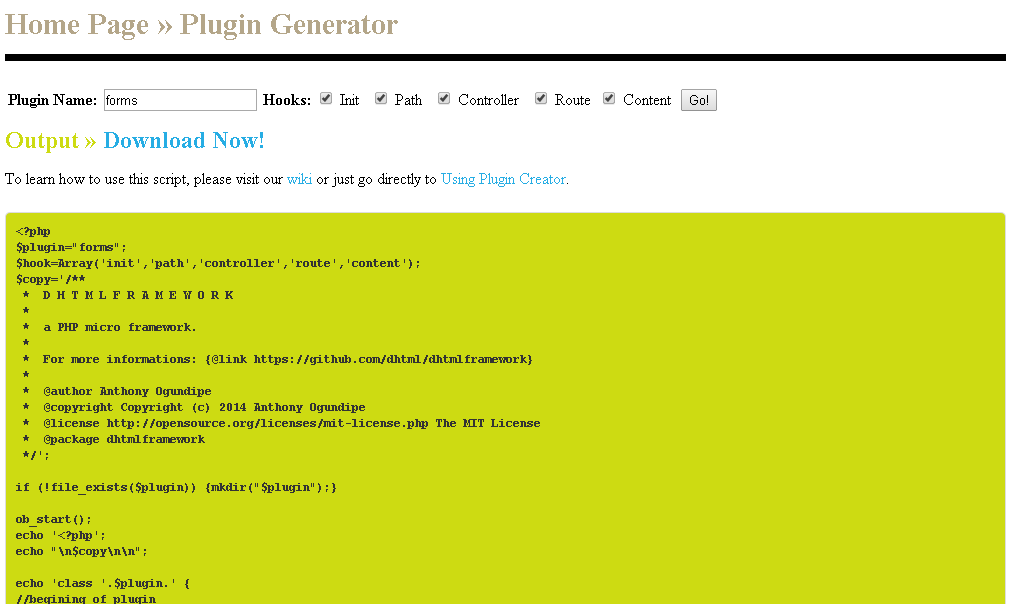 Home Page » Plugin Generator
Plugin Name: forms Hooks: Init Path Controller Route Content Go!
Output » Download Now!
To learn how to use this script, please visit our wiki or just go directly to Using Plugin Creator.
<?php
$plugin="forms";
$hook=Array('init','path','controller','route','content');
$copy='/**
 *  D H T M L F R A M E W O R K
 *
 *  a PHP micro framework.
 *
 *  For more informations: {@link https://github.com/dhtml/dhtmlframework}
 *
 *  @author Anthony Ogundipe
 *  @copyright Copyright (c) 2014 Anthony Ogundipe
 *  @license http://opensource.org/licenses/mit-license.php The MIT License
 *  @package dhtmlframework
 */';
if (!file_exists($plugin)) {mkdir("$plugin");}
ob_start();
echo '<?php';
echo "\n$copy\n\n";
echo 'class '.$plugin.' {
//begining of plugin